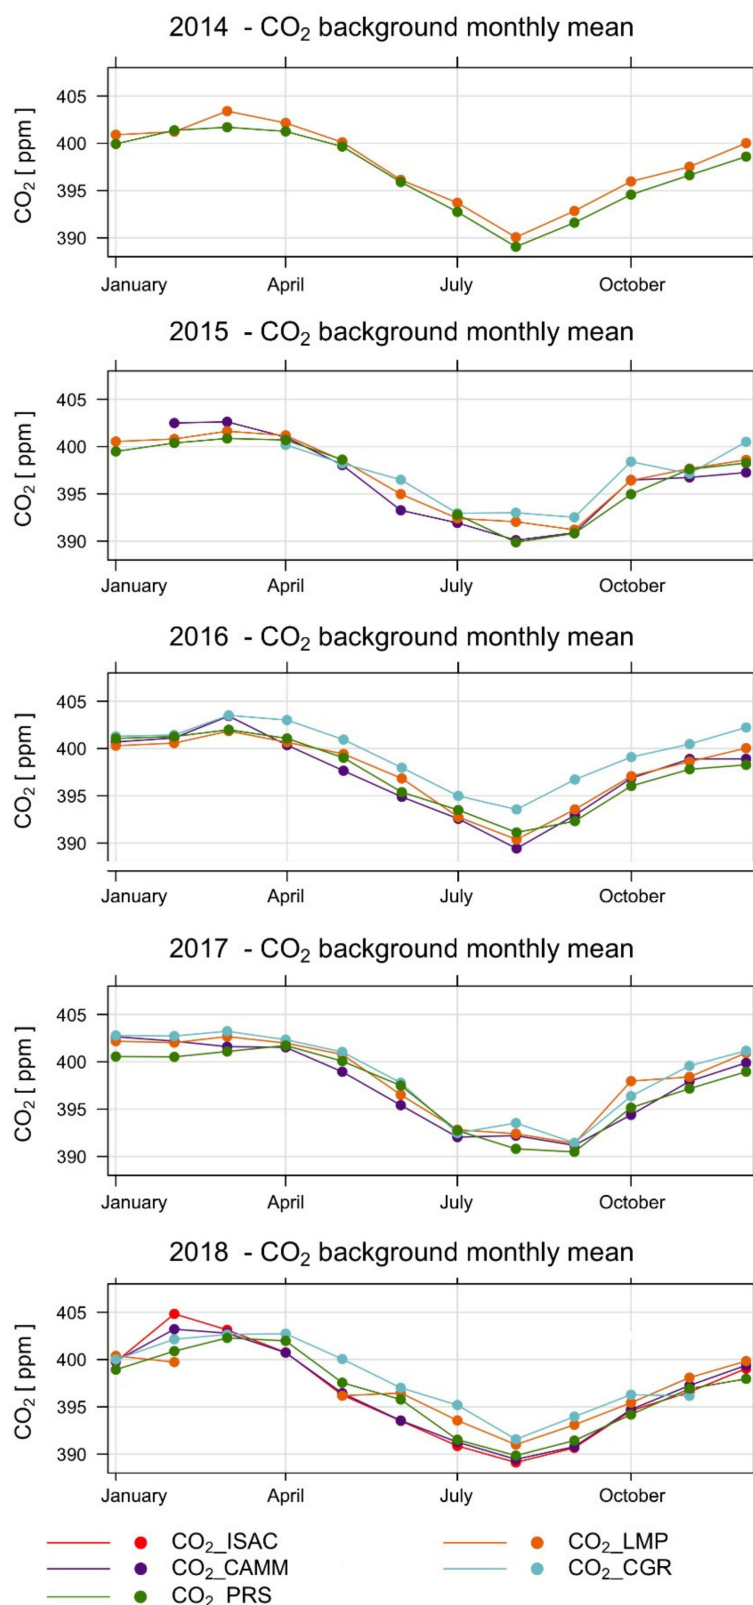 2014 - CO₂ background monthly mean
CO₂ [ ppm ]
405
400
395
390
January April July October
2015 - CO₂ background monthly mean
CO₂ [ ppm ]
405
400
395
390
January April July October
2016 - CO₂ background monthly mean
CO₂ [ ppm ]
405
400
395
390
January April July October
2017 - CO₂ background monthly mean
CO₂ [ ppm ]
405
400
395
390
January April July October
2018 - CO₂ background monthly mean
CO₂ [ ppm ]
405
400
395
390
January April July October
CO₂_ISAC CO₂_LMP
CO₂_CAMM CO₂_CGR
CO₂_PRS